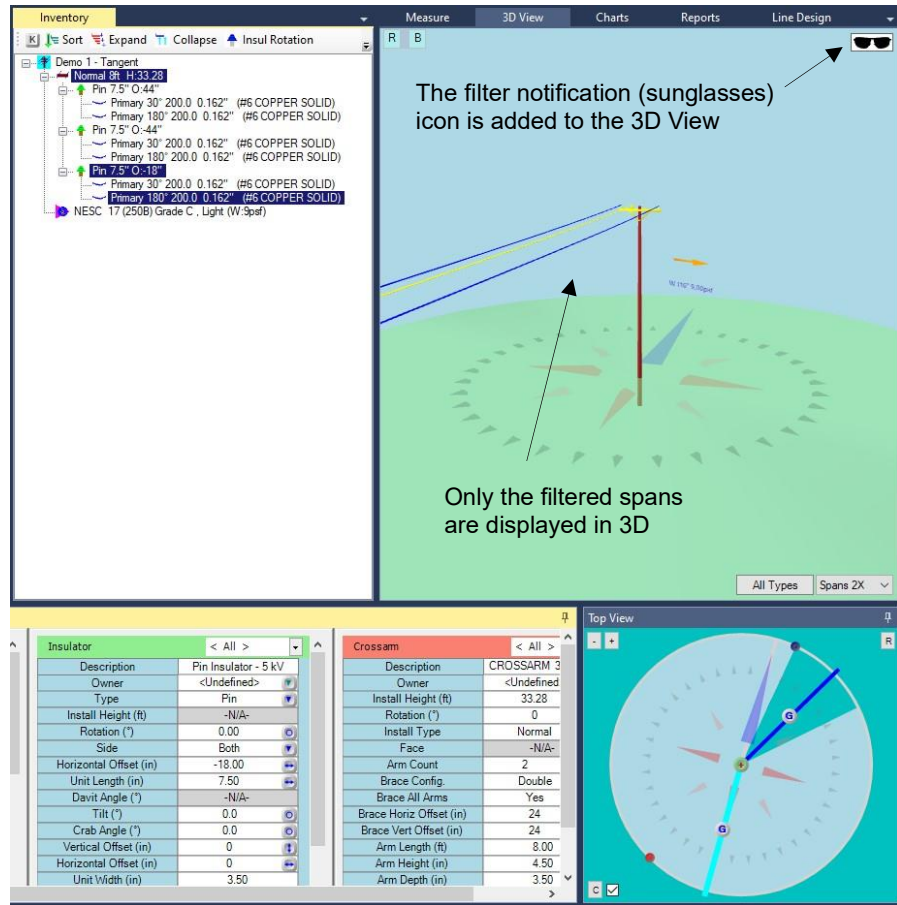 Inventory
Measure 3D View Charts Reports Line Design
K Sort Expand Collapse Insul Rotation
R B
Demo 1 - Tangent
Normal 8ft H:33.28
Pin 7.5" O:44"
Primary 30° 200.0 0.162" (#6 COPPER SOLID)
Primary 180° 200.0 0.162" (#6 COPPER SOLID)
Pin 7.5" O:-44"
Primary 30° 200.0 0.162" (#6 COPPER SOLID)
Primary 180° 200.0 0.162" (#6 COPPER SOLID)
Pin 7.5" O:-18"
Primary 30° 200.0 0.162" (#6 COPPER SOLID)
Primary 180° 200.0 0.162" (#6 COPPER SOLID)
NESC 17 (250B) Grade C , Light (W:9psf)
The filter notification (sunglasses)
icon is added to the 3D View
Only the filtered spans
are displayed in 3D
All Types Spans 2X
Insulator < All >
Description Pin Insulator - 5 kV
Owner <Undefined>
Type Pin
Install Height (ft) -N/A-
Rotation (°) 0.00
Side Both
Horizontal Offset (in) -18.00
Unit Length (in) 7.50
Davit Angle (°) -N/A-
Tilt (°) 0.0
Crab Angle (°) 0.0
Vertical Offset (in) 0
Horizontal Offset (in) 0
Unit Width (in) 3.50
Crossam < All >
Description CROSSARM 3
Owner <Undefined
Install Height (ft) 33.28
Rotation (°) 0
Install Type Normal
Face -N/A-
Arm Count 2
Brace Config. Double
Brace All Arms Yes
Brace Horiz Offset (in) 24
Brace Vert Offset (in) 24
Arm Length (ft) 8.00
Arm Height (in) 4.50
Arm Depth (in) 3.50
Top View
- + R
G
G
C